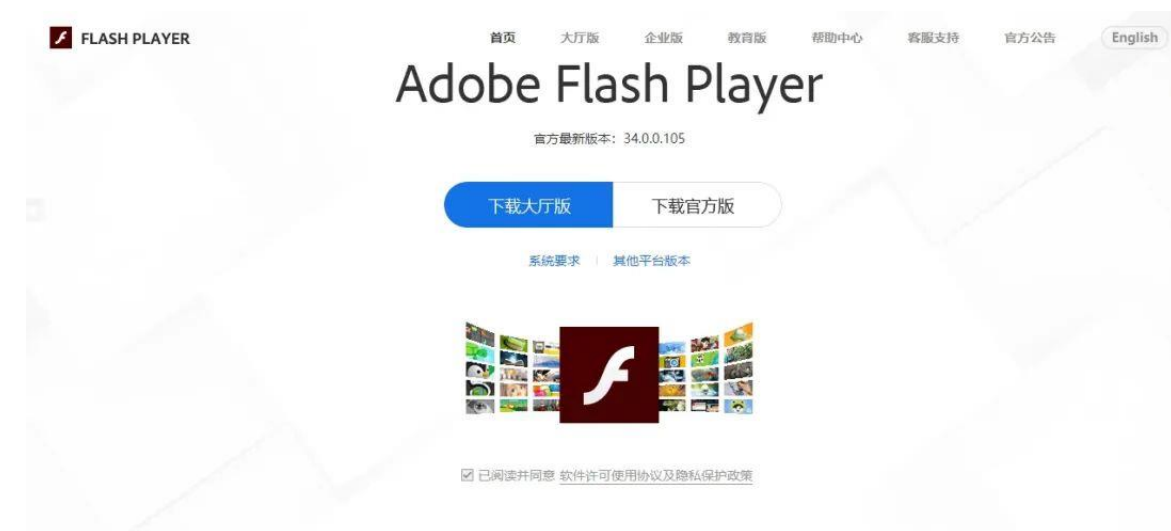 FLASH PLAYER 首页 大厅版 企业版 教育版 帮助中心 客服支持 官方公告 English
Adobe Flash Player
官方最新版本：34.0.0.105
下载大厅版 下载官方版
系统要求 其他平台版本
已阅读并同意 软件许可使用协议及隐私保护政策